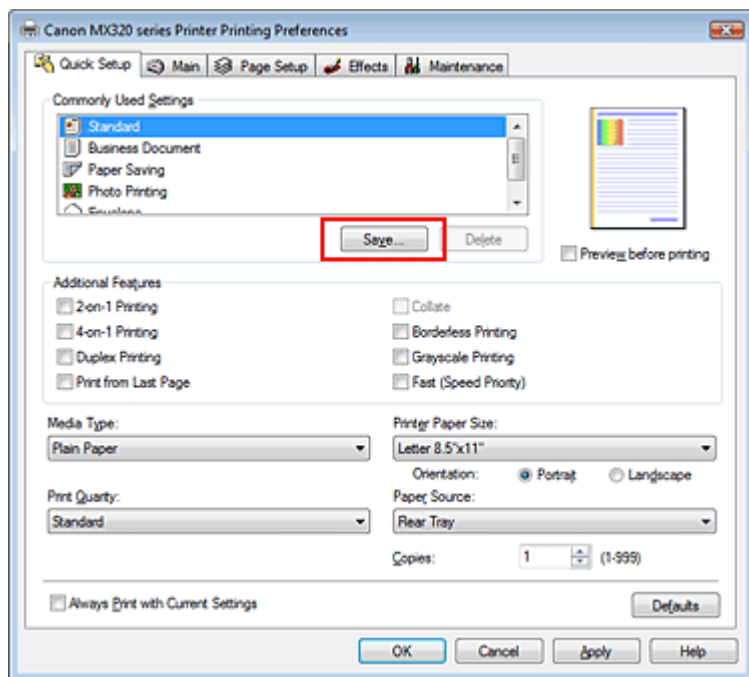 Canon MX320 series Printer Printing Preferences
Quick Setup Main Page Setup Effects Maintenance
Commonly Used Settings
Standard
Business Document
Paper Saving
Photo Printing
Envelope
Save... Delete
Preview before printing
Additional Features
2-on-1 Printing Collate
4-on-1 Printing Borderless Printing
Duplex Printing Grayscale Printing
Print from Last Page Fast (Speed Priority)
Media Type: Printer Paper Size:
Plain Paper Letter 8.5"x11"
Orientation: Portrait Landscape
Print Quality: Paper Source:
Standard Rear Tray
Copies: 1 (1-999)
Always Print with Current Settings Defaults
OK Cancel Apply Help